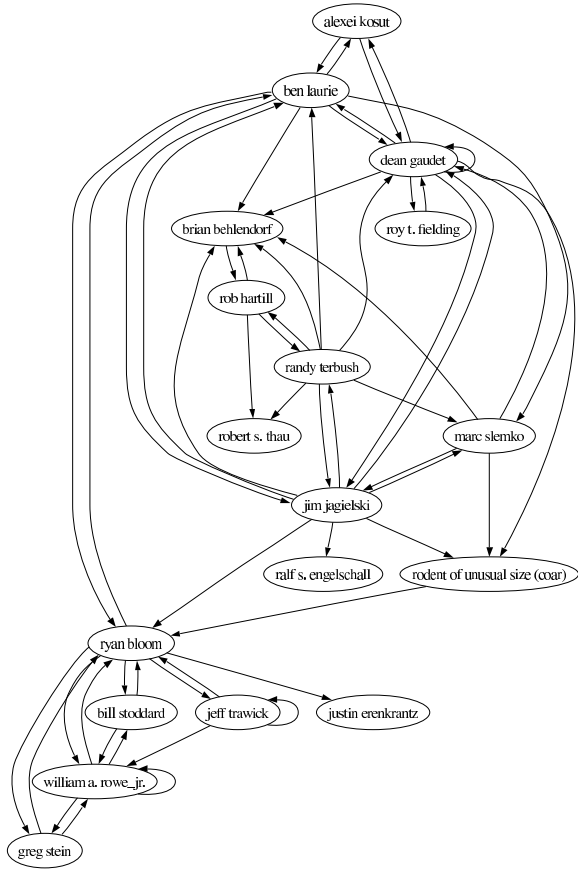 alexei kosut
ben laurie
dean gaudet
brian behlendorf
roy t. fielding
rob hartill
randy terbush
robert s. thau
marc slemko
jim jagielski
ralf s. engelschall
rodent of unusual size (coar)
ryan bloom
bill stoddard
jeff trawick
justin erenkrantz
william a. rowe_jr.
greg stein